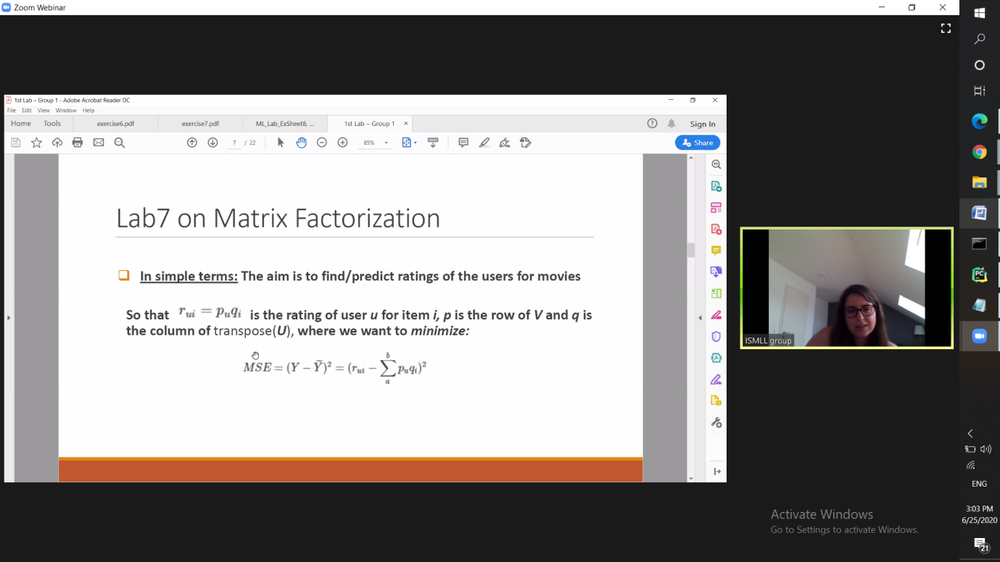 Zoom Webinar
1st Lab – Group 1 - Adobe Acrobat Reader DC
File Edit View Window Help
Home Tools exercise6.pdf exercise7.pdf ML_Lab_ExSheet8, ... 1st Lab – Group 1 × Sign In
7 / 22 85% Share
Lab7 on Matrix Factorization
In simple terms: The aim is to find/predict ratings of the users for movies
So that r_{ui} = p_u q_i is the rating of user u for item i, p is the row of V and q is
the column of transpose(U), where we want to minimize:
MSE = (Y − Ỹ)² = (r_{ui} − ∑_a^b p_u q_i)²
ISMLL group
Activate Windows
Go to Settings to activate Windows.
PC
ENG
3:03 PM
6/25/2020
21